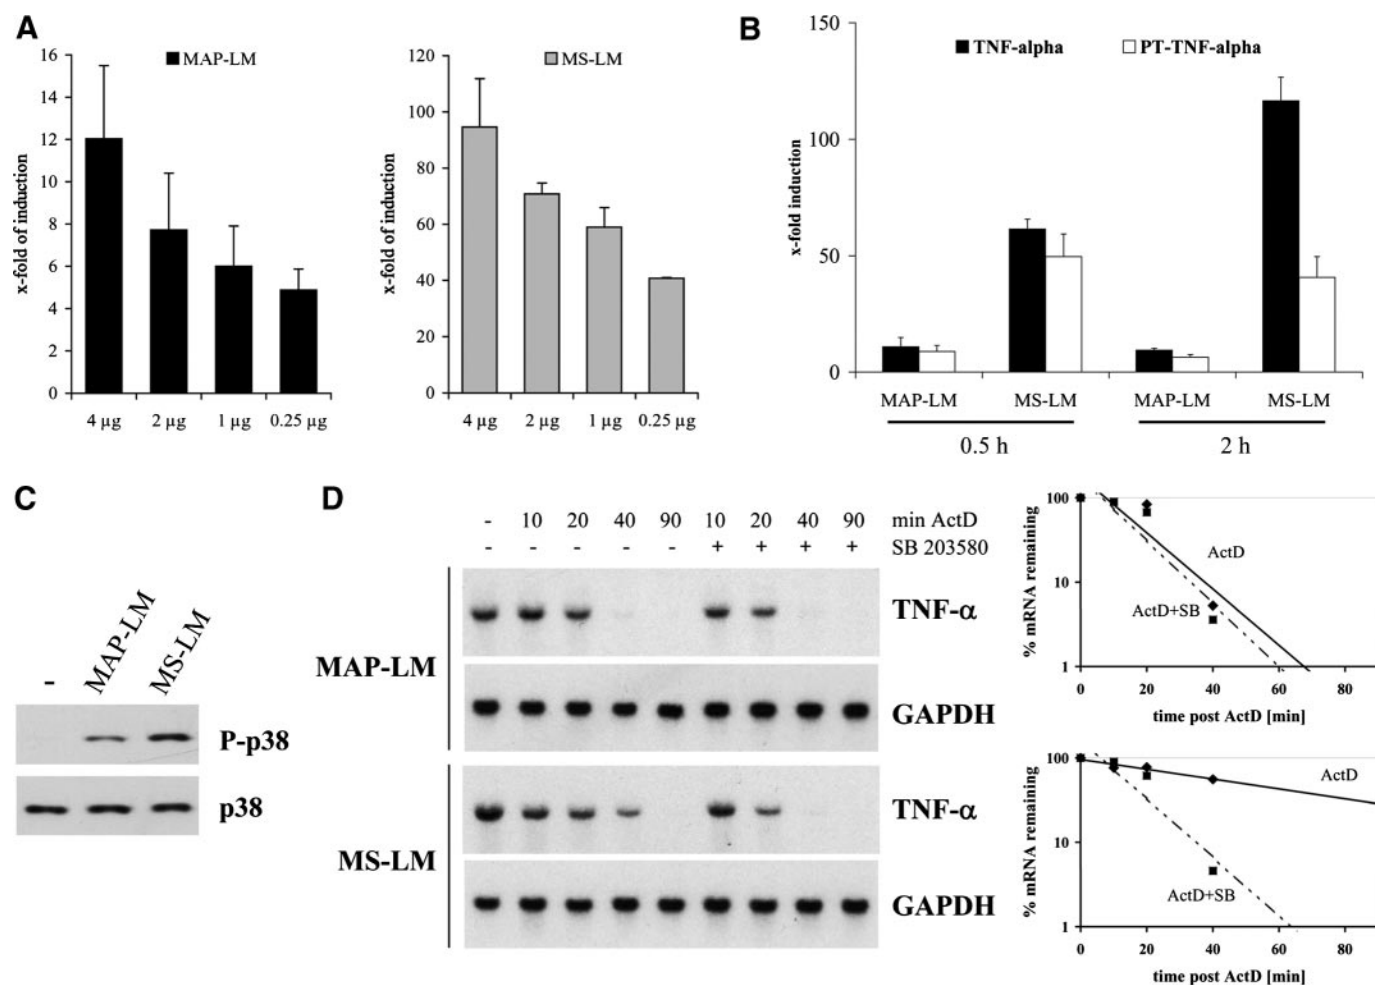 A
16
14
12
10
8
6
4
2
0
x-fold of induction
MAP-LM
4 µg 2 µg 1 µg 0.25 µg
120
100
80
60
40
20
0
x-fold of induction
MS-LM
4 µg 2 µg 1 µg 0.25 µg
B
150
100
50
0
x-fold induction
TNF-alpha PT-TNF-alpha
MAP-LM MS-LM MAP-LM MS-LM
0.5 h 2 h
C
- MAP-LM MS-LM
P-p38
p38
D
- 10 20 40 90 10 20 40 90 min ActD
- - - - - + + + + SB 203580
MAP-LM
TNF-α
GAPDH
MS-LM
TNF-α
GAPDH
% mRNA remaining
100
10
1
ActD
ActD+SB
0 20 40 60 80
time post ActD [min]
% mRNA remaining
100
10
1
ActD
ActD+SB
0 20 40 60 80
time post ActD [min]